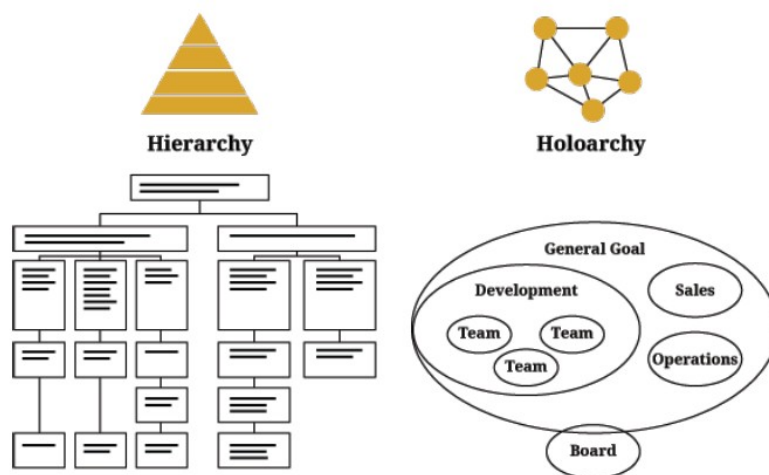 Hierarchy
Holoarchy
General Goal
Development
Sales
Team
Team
Team
Operations
Board